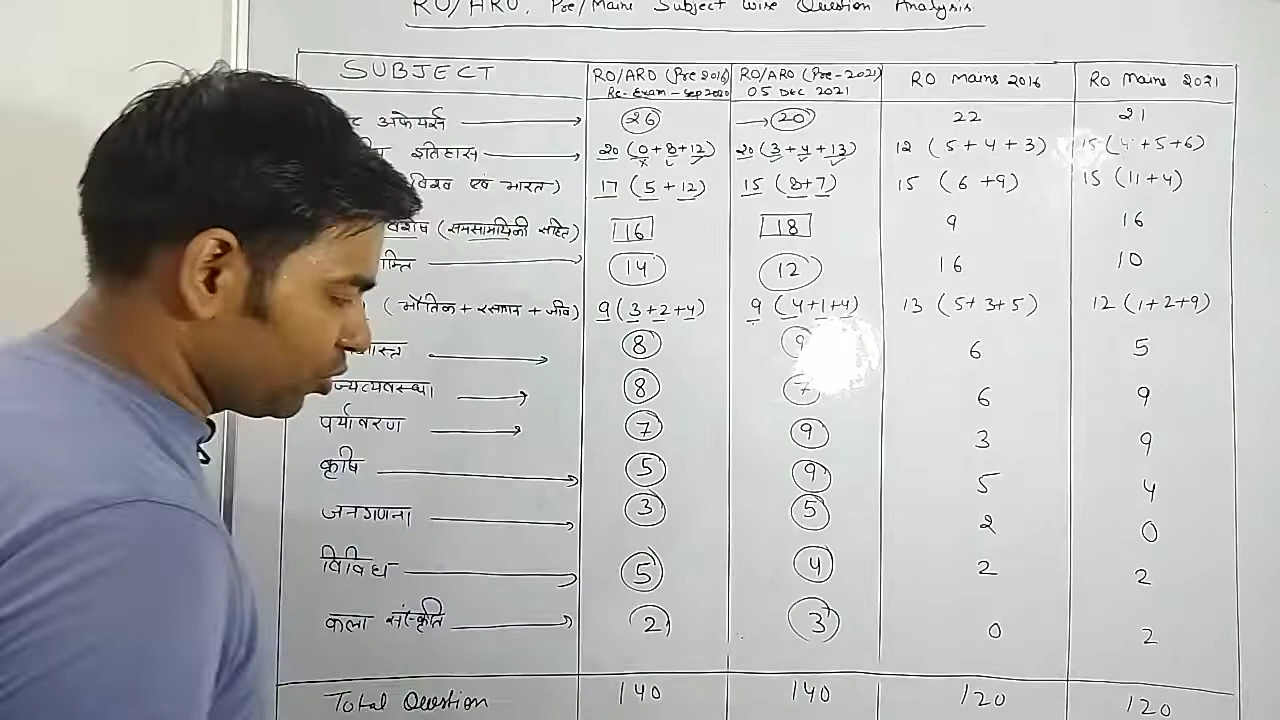 RO/ARO, Pre/Mains Subject wise Question Analysis
SUBJECT RO/ARO (Pre 2016) Re-Exam-Sep 2020 RO/ARO (Pre-2021) 05 Dec 2021 RO Mains 2016 RO Mains 2021
अफेयर्स 26 20 22 21
इतिहास 20 (0+8+12) 20 (3+4+13) 12 (5+4+3) 15 (4+5+6)
विश्व एवं भारत) 17 (5+12) 15 (8+7) 15 (6+9) 15 (11+4)
विशेष (समसामयिकी सहित) 16 18 9 16
14 12 16 10
(भौतिक + रसायन + जीव) 9 (3+2+4) 9 (4+1+4) 13 (5+3+5) 12 (1+2+9)
8 9 6 5
8 7 6 9
पर्यावरण 7 9 3 9
कृषि 5 9 5 4
जनगणना 3 5 2 0
विविध 5 4 2 2
कला संस्कृति 2 3 0 2
Total Question 140 140 120 120